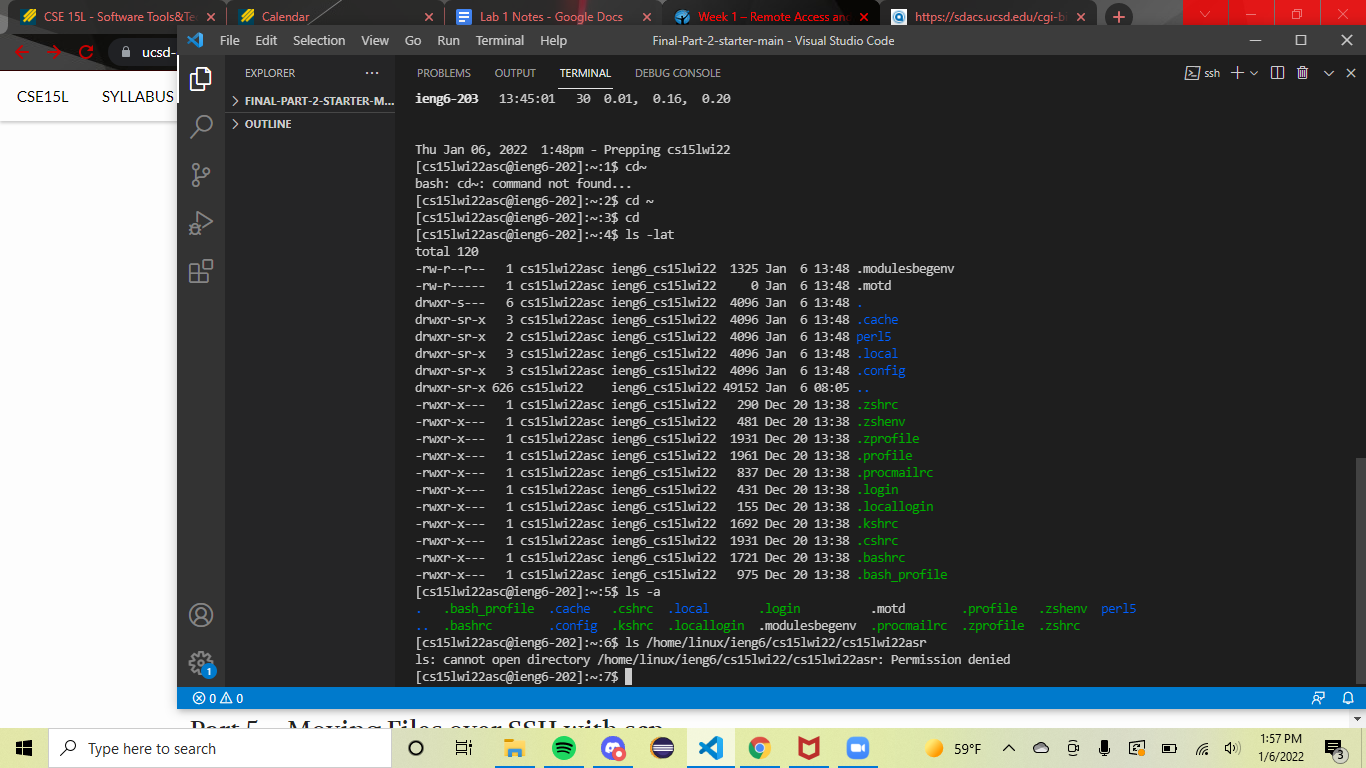 CSE 15L - Software Tools&Te
Calendar
Lab 1 Notes - Google Docs
Week 1 – Remote Access an
https://sdacs.ucsd.edu/cgi-b
ucsd-
CSE15L SYLLABUS
File Edit Selection View Go Run Terminal Help
Final-Part-2-starter-main - Visual Studio Code
EXPLORER
FINAL-PART-2-STARTER-M...
OUTLINE
PROBLEMS OUTPUT TERMINAL DEBUG CONSOLE
ssh
ieng6-203 13:45:01 30 0.01, 0.16, 0.20
Thu Jan 06, 2022 1:48pm - Prepping cs15lwi22
[cs15lwi22asc@ieng6-202]:~:1$ cd~
bash: cd~: command not found...
[cs15lwi22asc@ieng6-202]:~:2$ cd ~
[cs15lwi22asc@ieng6-202]:~:3$ cd
[cs15lwi22asc@ieng6-202]:~:4$ ls -lat
total 120
-rw-r--r-- 1 cs15lwi22asc ieng6_cs15lwi22 1325 Jan 6 13:48 .modulesbegenv
-rw-r----- 1 cs15lwi22asc ieng6_cs15lwi22 0 Jan 6 13:48 .motd
drwxr-s--- 6 cs15lwi22asc ieng6_cs15lwi22 4096 Jan 6 13:48 .
drwxr-sr-x 3 cs15lwi22asc ieng6_cs15lwi22 4096 Jan 6 13:48 .cache
drwxr-sr-x 2 cs15lwi22asc ieng6_cs15lwi22 4096 Jan 6 13:48 perl5
drwxr-sr-x 3 cs15lwi22asc ieng6_cs15lwi22 4096 Jan 6 13:48 .local
drwxr-sr-x 3 cs15lwi22asc ieng6_cs15lwi22 4096 Jan 6 13:48 .config
drwxr-sr-x 626 cs15lwi22 ieng6_cs15lwi22 49152 Jan 6 08:05 ..
-rwxr-x--- 1 cs15lwi22asc ieng6_cs15lwi22 290 Dec 20 13:38 .zshrc
-rwxr-x--- 1 cs15lwi22asc ieng6_cs15lwi22 481 Dec 20 13:38 .zshenv
-rwxr-x--- 1 cs15lwi22asc ieng6_cs15lwi22 1931 Dec 20 13:38 .zprofile
-rwxr-x--- 1 cs15lwi22asc ieng6_cs15lwi22 1961 Dec 20 13:38 .profile
-rwxr-x--- 1 cs15lwi22asc ieng6_cs15lwi22 837 Dec 20 13:38 .procmailrc
-rwxr-x--- 1 cs15lwi22asc ieng6_cs15lwi22 431 Dec 20 13:38 .login
-rwxr-x--- 1 cs15lwi22asc ieng6_cs15lwi22 155 Dec 20 13:38 .locallogin
-rwxr-x--- 1 cs15lwi22asc ieng6_cs15lwi22 1692 Dec 20 13:38 .kshrc
-rwxr-x--- 1 cs15lwi22asc ieng6_cs15lwi22 1931 Dec 20 13:38 .cshrc
-rwxr-x--- 1 cs15lwi22asc ieng6_cs15lwi22 1721 Dec 20 13:38 .bashrc
-rwxr-x--- 1 cs15lwi22asc ieng6_cs15lwi22 975 Dec 20 13:38 .bash_profile
[cs15lwi22asc@ieng6-202]:~:5$ ls -a
. .bash_profile .cache .cshrc .local .login .motd .profile .zshenv perl5
.. .bashrc .config .kshrc .locallogin .modulesbegenv .procmailrc .zprofile .zshrc
[cs15lwi22asc@ieng6-202]:~:6$ ls /home/linux/ieng6/cs15lwi22/cs15lwi22asr
ls: cannot open directory /home/linux/ieng6/cs15lwi22/cs15lwi22asr: Permission denied
[cs15lwi22asc@ieng6-202]:~:7$
1
0 0
Type here to search
59°F
1:57 PM
1/6/2022
3